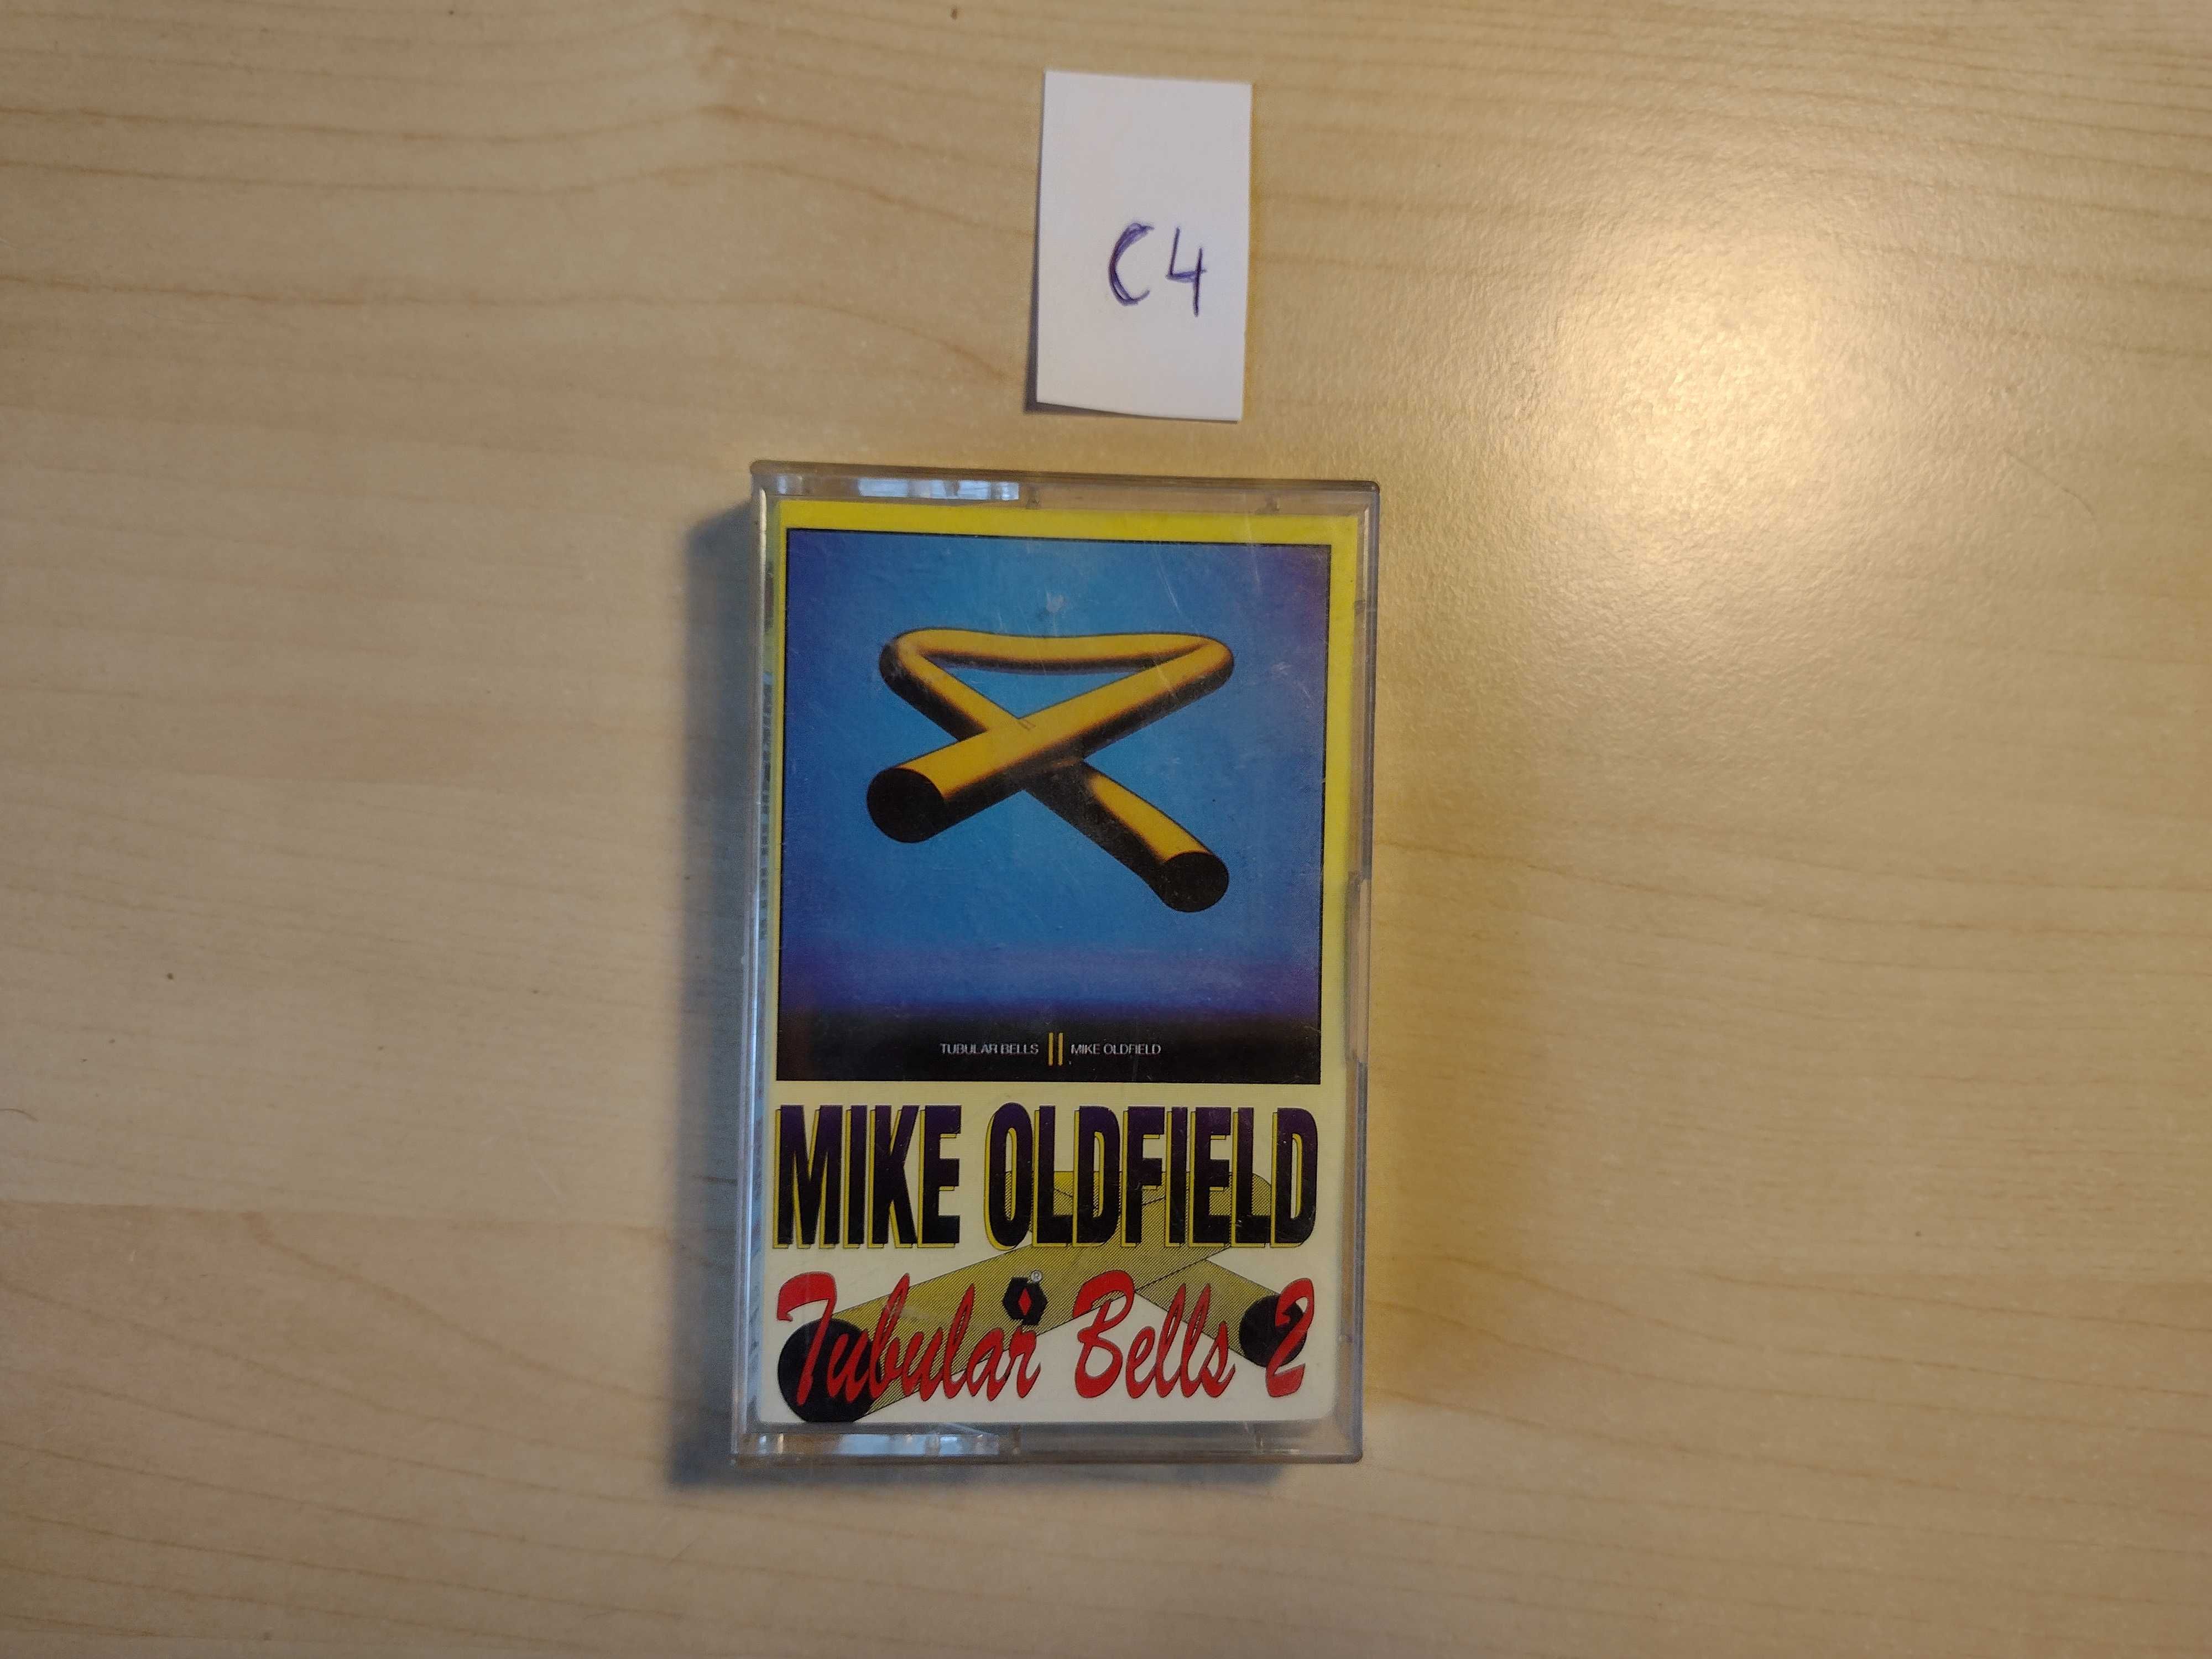 C4
TUBULAR BELLS II MIKE OLDFIELD
MIKE OLDFIELD
®
Tubular Bells 2